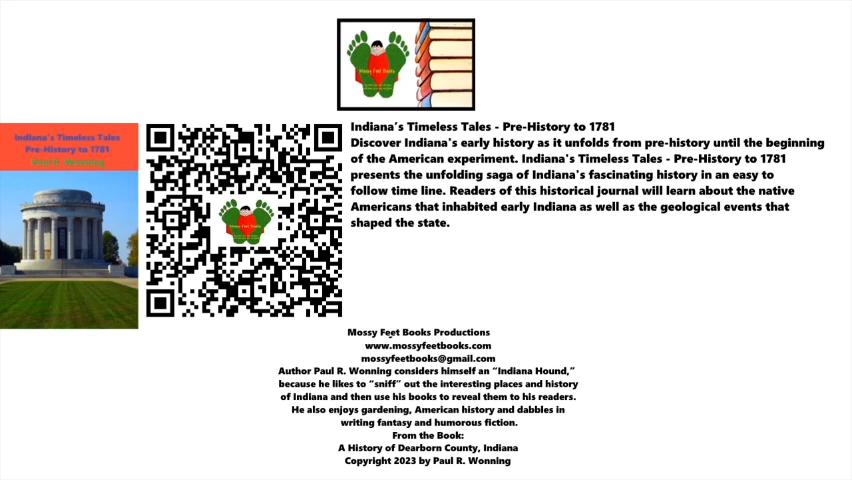 Mossy Feet Books
Indiana's Timeless Tales
Pre-History to 1781
Paul R. Wonning
Indiana's Timeless Tales - Pre-History to 1781
Discover Indiana's early history as it unfolds from pre-history until the beginning
of the American experiment. Indiana's Timeless Tales - Pre-History to 1781
presents the unfolding saga of Indiana's fascinating history in an easy to
follow time line. Readers of this historical journal will learn about the native
Americans that inhabited early Indiana as well as the geological events that
shaped the state.
Mossy Feet Books Productions
www.mossyfeetbooks.com
mossyfeetbooks@gmail.com
Author Paul R. Wonning considers himself an “Indiana Hound,”
because he likes to “sniff” out the interesting places and history
of Indiana and then use his books to reveal them to his readers.
He also enjoys gardening, American history and dabbles in
writing fantasy and humorous fiction.
From the Book:
A History of Dearborn County, Indiana
Copyright 2023 by Paul R. Wonning